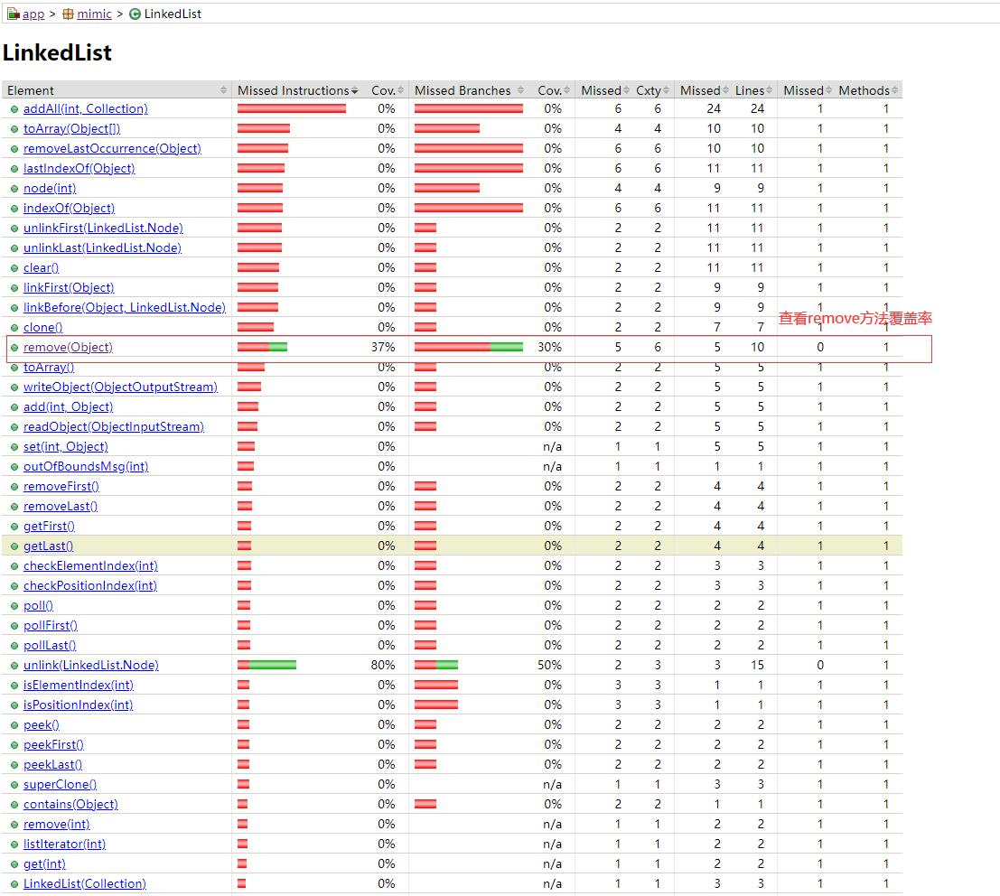 app > mimic > LinkedList
LinkedList
Element Missed Instructions Cov. Missed Branches Cov. Missed Cxty Missed Lines Missed Methods
addAll(int, Collection) 0% 0% 6 6 24 24 1 1
toArray(Object[]) 0% 0% 4 4 10 10 1 1
removeLastOccurrence(Object) 0% 0% 6 6 10 10 1 1
lastIndexOf(Object) 0% 0% 6 6 11 11 1 1
node(int) 0% 0% 4 4 9 9 1 1
indexOf(Object) 0% 0% 6 6 11 11 1 1
unlinkFirst(LinkedList.Node) 0% 0% 2 2 11 11 1 1
unlinkLast(LinkedList.Node) 0% 0% 2 2 11 11 1 1
clear() 0% 0% 2 2 11 11 1 1
linkFirst(Object) 0% 0% 2 2 9 9 1 1
linkBefore(Object, LinkedList.Node) 0% 0% 2 2 9 9 1 1
查看remove方法覆盖率
clone() 0% 0% 2 2 7 7 1 1
remove(Object) 37% 30% 5 6 5 10 0 1
toArray() 0% 0% 2 2 5 5 1 1
writeObject(ObjectOutputStream) 0% 0% 2 2 5 5 1 1
add(int, Object) 0% 0% 2 2 5 5 1 1
readObject(ObjectInputStream) 0% 0% 2 2 5 5 1 1
set(int, Object) 0% n/a 1 1 5 5 1 1
outOfBoundsMsg(int) 0% n/a 1 1 1 1 1 1
removeFirst() 0% 0% 2 2 4 4 1 1
removeLast() 0% 0% 2 2 4 4 1 1
getFirst() 0% 0% 2 2 4 4 1 1
getLast() 0% 0% 2 2 4 4 1 1
checkElementIndex(int) 0% 0% 2 2 3 3 1 1
checkPositionIndex(int) 0% 0% 2 2 3 3 1 1
poll() 0% 0% 2 2 2 2 1 1
pollFirst() 0% 0% 2 2 2 2 1 1
pollLast() 0% 0% 2 2 2 2 1 1
unlink(LinkedList.Node) 80% 50% 2 3 3 15 0 1
isElementIndex(int) 0% 0% 3 3 1 1 1 1
isPositionIndex(int) 0% 0% 3 3 1 1 1 1
peek() 0% 0% 2 2 2 2 1 1
peekFirst() 0% 0% 2 2 2 2 1 1
peekLast() 0% 0% 2 2 2 2 1 1
superClone() 0% n/a 1 1 3 3 1 1
contains(Object) 0% 0% 2 2 1 1 1 1
remove(int) 0% n/a 1 1 2 2 1 1
listIterator(int) 0% n/a 1 1 2 2 1 1
get(int) 0% n/a 1 1 2 2 1 1
LinkedList(Collection) 0% n/a 1 1 3 3 1 1